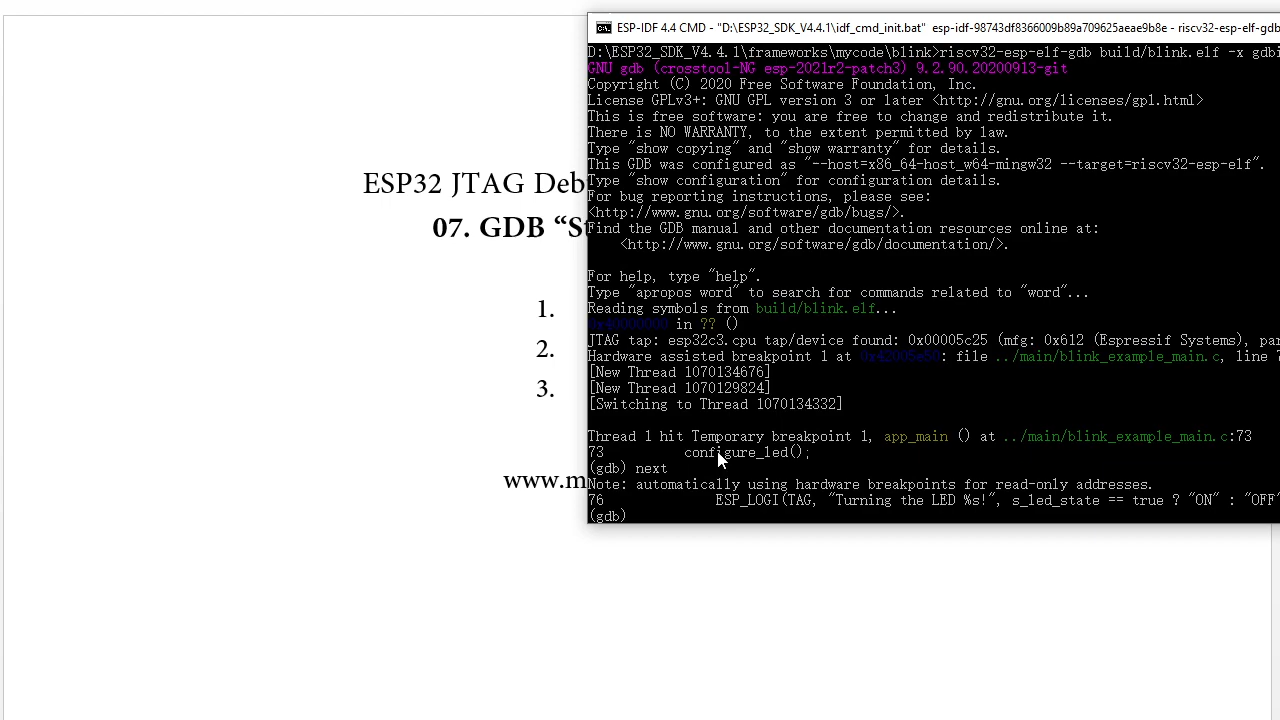 ESP-IDF 4.4 CMD - "D:\ESP32_SDK_V4.4.1\idf_cmd_init.bat" esp-idf-98743df8366009b89a709625aeae9b8e - riscv32-esp-elf-gdb
D:\ESP32_SDK_V4.4.1\frameworks\mycode\blink>riscv32-esp-elf-gdb build/blink.elf -x gdbi
GNU gdb (crosstool-NG esp-2021r2-patch3) 9.2.90.20200913-git
Copyright (C) 2020 Free Software Foundation, Inc.
License GPLv3+: GNU GPL version 3 or later <http://gnu.org/licenses/gpl.html>
This is free software: you are free to change and redistribute it.
There is NO WARRANTY, to the extent permitted by law.
Type "show copying" and "show warranty" for details.
This GDB was configured as "--host=x86_64-host_w64-mingw32 --target=riscv32-esp-elf".
Type "show configuration" for configuration details.
For bug reporting instructions, please see:
<http://www.gnu.org/software/gdb/bugs/>.
Find the GDB manual and other documentation resources online at:
<http://www.gnu.org/software/gdb/documentation/>.
For help, type "help".
Type "apropos word" to search for commands related to "word"...
Reading symbols from build/blink.elf...
0x40000000 in ?? ()
JTAG tap: esp32c3.cpu tap/device found: 0x00005c25 (mfg: 0x612 (Espressif Systems), par
Hardware assisted breakpoint 1 at : file ../main/blink_example_main.c, line 7
[New Thread 1070134676]
[New Thread 1070129824]
[Switching to Thread 1070134332]
Thread 1 hit Temporary breakpoint 1, app_main () at ../main/blink_example_main.c:73
73 configure_led();
(gdb) next
Note: automatically using hardware breakpoints for read-only addresses.
76 ESP_LOGI(TAG, "Turning the LED %s!", s_led_state == true ? "ON" : "OFF"
(gdb)
ESP32 JTAG Deb
07. GDB “St
1.
2.
3.
www.m